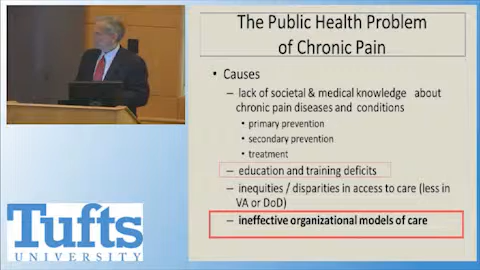 The Public Health Problem
of Chronic Pain
• Causes
– lack of societal & medical knowledge about
chronic pain diseases and conditions
• primary prevention
• secondary prevention
• treatment
– education and training deficits
– inequities / disparities in access to care (less in
VA or DoD)
– ineffective organizational models of care
Tufts
UNIVERSITY